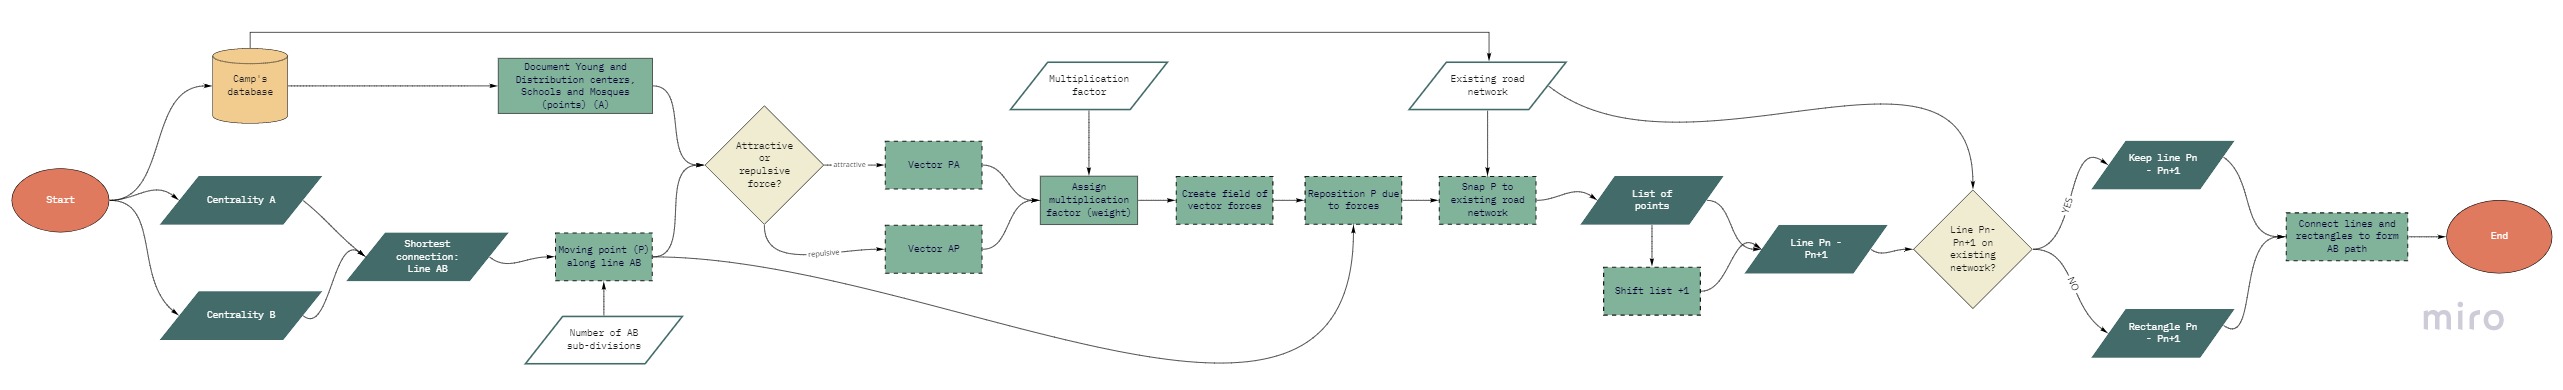 Start
Camp's
database
Centrality A
Centrality B
Shortest
connection:
Line AB
Document Young and
Distribution centers,
Schools and Mosques
(points) (A)
Moving point (P)
along line AB
Number of AB
sub-divisions
Attractive
or
repulsive
force?
attractive
repulsive
Vector PA
Vector AP
Multiplication
factor
Assign
multiplication
factor (weight)
Create field of
vector forces
Reposition P due
to forces
Existing road
network
Snap P to
existing road
network
List of
points
Shift list +1
Line Pn -
Pn+1
Line Pn-
Pn+1 on
existing
network?
YES
NO
Keep line Pn
- Pn+1
Rectangle Pn
- Pn+1
Connect lines and
rectangles to form
AB path
End
miro